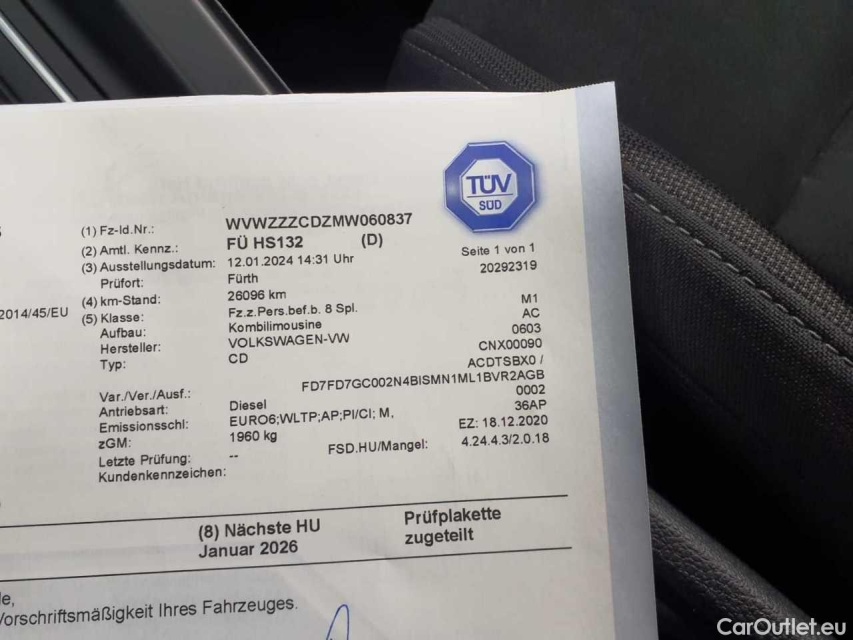 TÜV
SÜD
(1) Fz-Id.Nr.: WVWZZZCDZMW060837
(2) Amtl. Kennz.: FÜ HS132 (D)
Seite 1 von 1
(3) Ausstellungsdatum: 12.01.2024 14:31 Uhr
20292319
Prüfort: Fürth
(4) km-Stand: 26096 km
2014/45/EU
(5) Klasse: Fz.z.Pers.bef.b. 8 Spl. M1
Aufbau: Kombilimousine AC
Hersteller: VOLKSWAGEN-VW 0603
Typ: CD CNX00090
ACDTSBX0 /
Var./Ver./Ausf.: FD7FD7GC002N4BISMN1ML1BVR2AGB
Antriebsart: Diesel 0002
Emissionsschl: EURO6;WLTP;AP;PI/CI; M, 36AP
zGM: 1960 kg EZ: 18.12.2020
Letzte Prüfung: -- FSD.HU/Mangel: 4.24.4.3/2.0.18
Kundenkennzeichen:
(8) Nächste HU Prüfplakette
Januar 2026 zugeteilt
le,
Vorschriftsmäßigkeit Ihres Fahrzeuges.
CarOutlet.eu